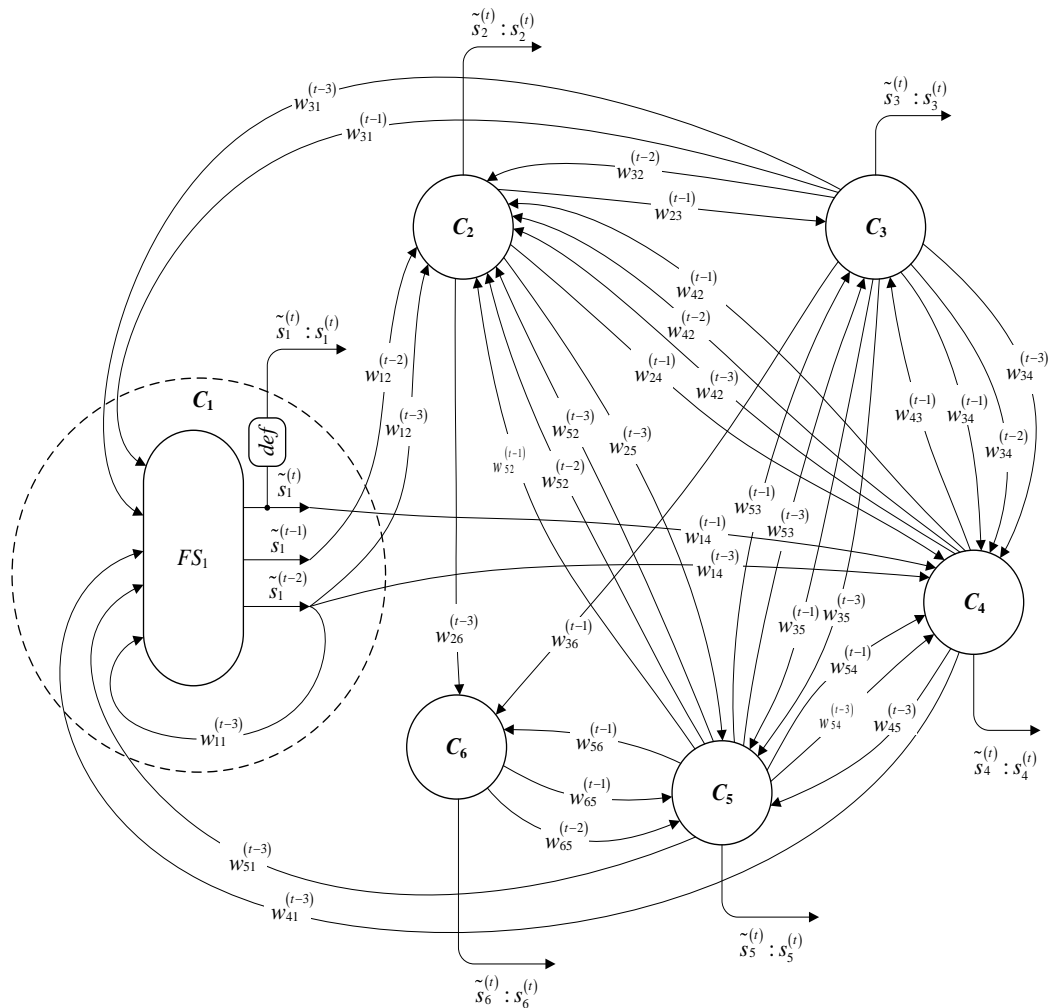 s̃₂⁽ᵗ⁾ : s₂⁽ᵗ⁾
s̃₃⁽ᵗ⁾ : s₃⁽ᵗ⁾
w₃₁⁽ᵗ⁻³⁾
w₃₁⁽ᵗ⁻¹⁾
w₃₂⁽ᵗ⁻²⁾
w₂₃⁽ᵗ⁻¹⁾
C₂
C₃
w₄₂⁽ᵗ⁻¹⁾
w₄₂⁽ᵗ⁻²⁾
w₂₄⁽ᵗ⁻¹⁾
w₄₂⁽ᵗ⁻³⁾
s̃₁⁽ᵗ⁾ : s₁⁽ᵗ⁾
w₁₂⁽ᵗ⁻²⁾
w₁₂⁽ᵗ⁻³⁾
w₃₄⁽ᵗ⁻³⁾
w₄₃⁽ᵗ⁻¹⁾
w₃₄⁽ᵗ⁻¹⁾
w₃₄⁽ᵗ⁻²⁾
C₁
def
w₅₂⁽ᵗ⁻¹⁾
w₅₂⁽ᵗ⁻³⁾
w₅₂⁽ᵗ⁻²⁾
w₂₅⁽ᵗ⁻³⁾
s̃₁⁽ᵗ⁾
w₅₃⁽ᵗ⁻¹⁾
w₅₃⁽ᵗ⁻³⁾
w₁₄⁽ᵗ⁻¹⁾
s̃₁⁽ᵗ⁻¹⁾
FS₁
w₁₄⁽ᵗ⁻³⁾
s̃₁⁽ᵗ⁻²⁾
C₄
w₂₆⁽ᵗ⁻³⁾
w₃₆⁽ᵗ⁻¹⁾
w₃₅⁽ᵗ⁻¹⁾
w₃₅⁽ᵗ⁻³⁾
w₅₄⁽ᵗ⁻¹⁾
w₅₄⁽ᵗ⁻³⁾
w₄₅⁽ᵗ⁻³⁾
w₁₁⁽ᵗ⁻³⁾
C₆
w₅₆⁽ᵗ⁻¹⁾
s̃₄⁽ᵗ⁾ : s₄⁽ᵗ⁾
w₆₅⁽ᵗ⁻¹⁾
C₅
w₆₅⁽ᵗ⁻²⁾
w₅₁⁽ᵗ⁻³⁾
w₄₁⁽ᵗ⁻³⁾
s̃₅⁽ᵗ⁾ : s₅⁽ᵗ⁾
s̃₆⁽ᵗ⁾ : s₆⁽ᵗ⁾